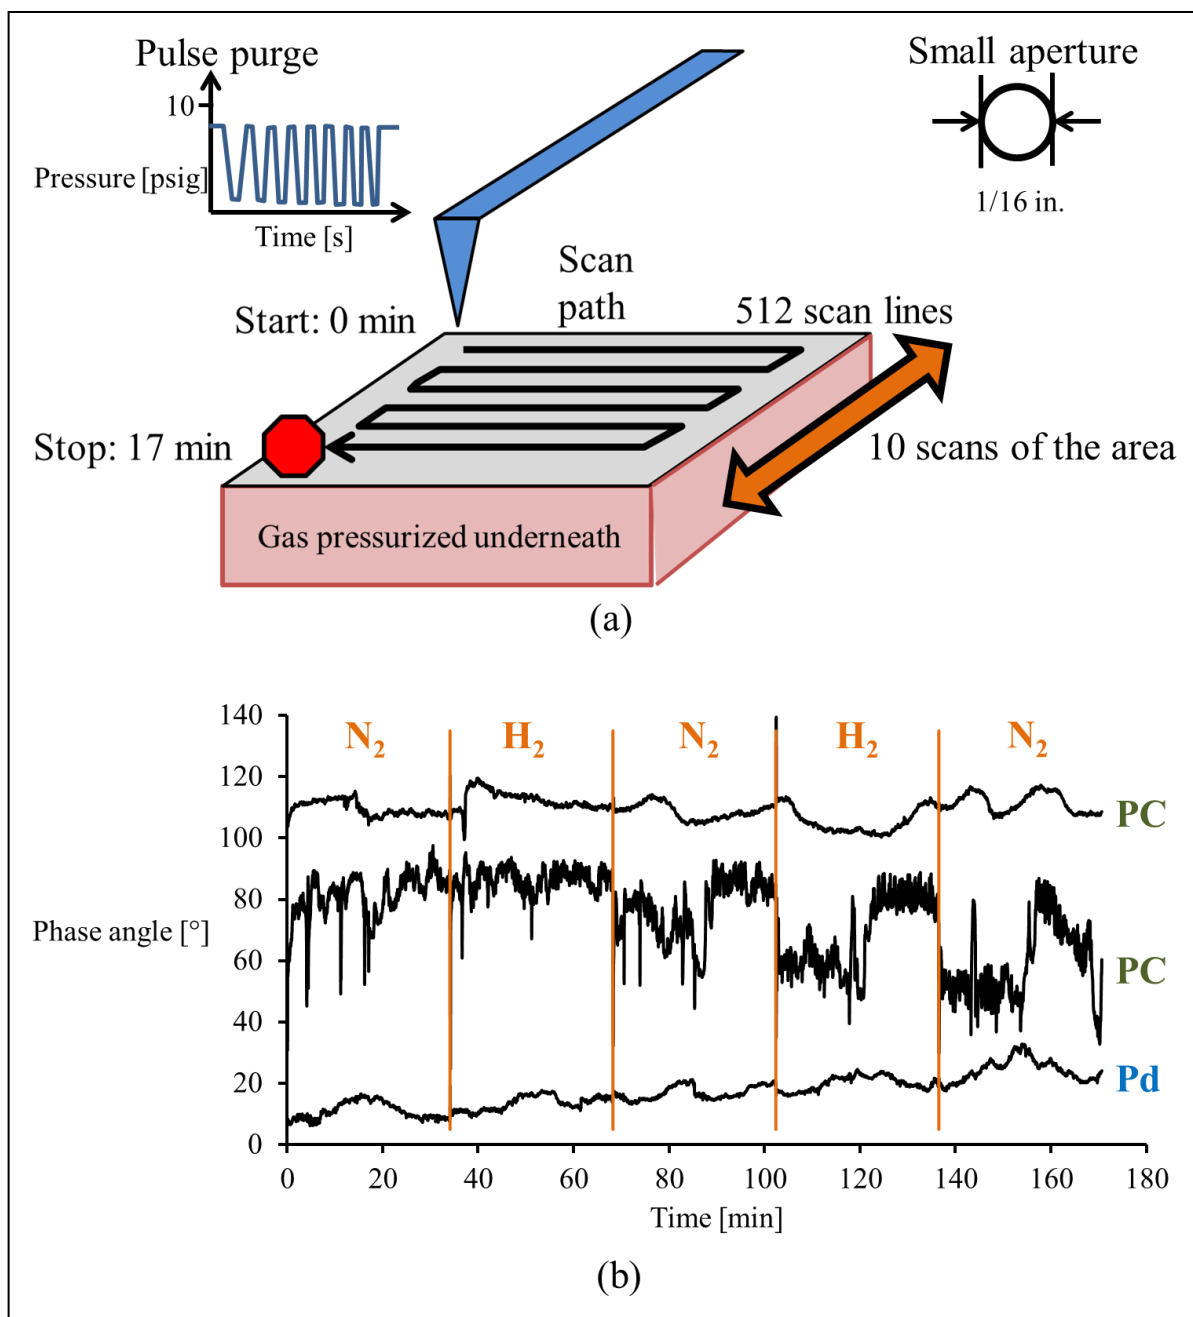 Pulse purge
10
Pressure [psig]
Time [s]
Small aperture
1/16 in.
Scan
path
Start: 0 min
512 scan lines
Stop: 17 min
10 scans of the area
Gas pressurized underneath
(a)
140
120
100
80
60
40
20
0
Phase angle [°]
N₂
H₂
N₂
H₂
N₂
PC
PC
Pd
0 20 40 60 80 100 120 140 160 180
Time [min]
(b)